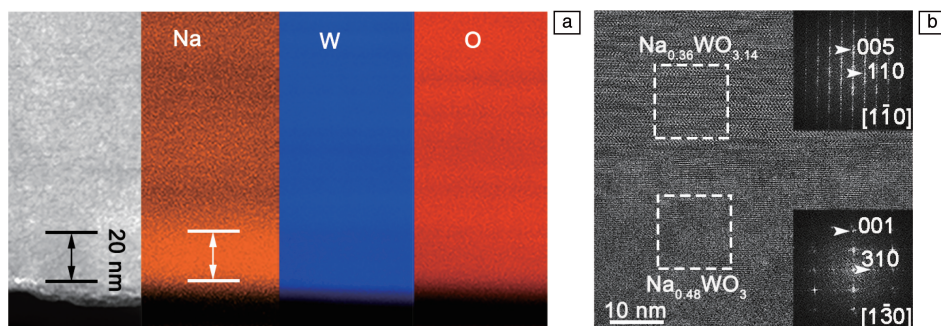 a
Na
W
O
20 nm
b
Na0.36WO3.14
005
110
[11̄0]
001
310
[13̄0]
Na0.48WO3
10 nm